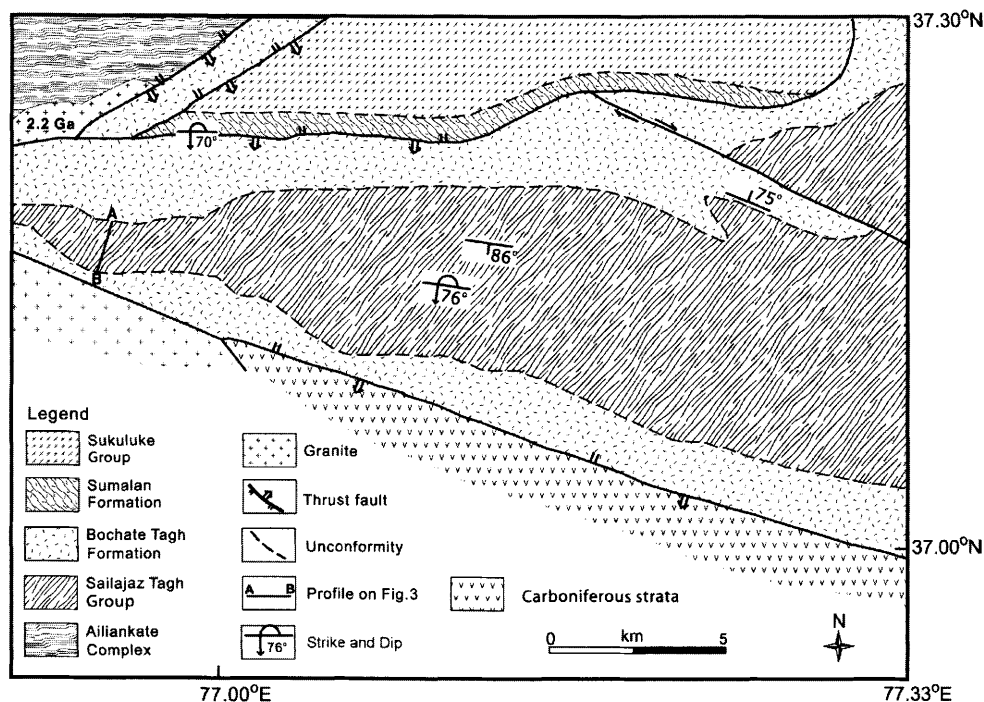 37.30°N
2.2 Ga
70°
75°
A
86°
76°
B
Legend
Sukuluke
Group
Sumalan
Formation
Bochate Tagh
Formation
Sailajaz Tagh
Group
Ailiankate
Complex
Granite
Thrust fault
Unconformity
A B
Profile on Fig.3
76°
Strike and Dip
Carboniferous strata
0 km 5
N
37.00°N
77.00°E
77.33°E